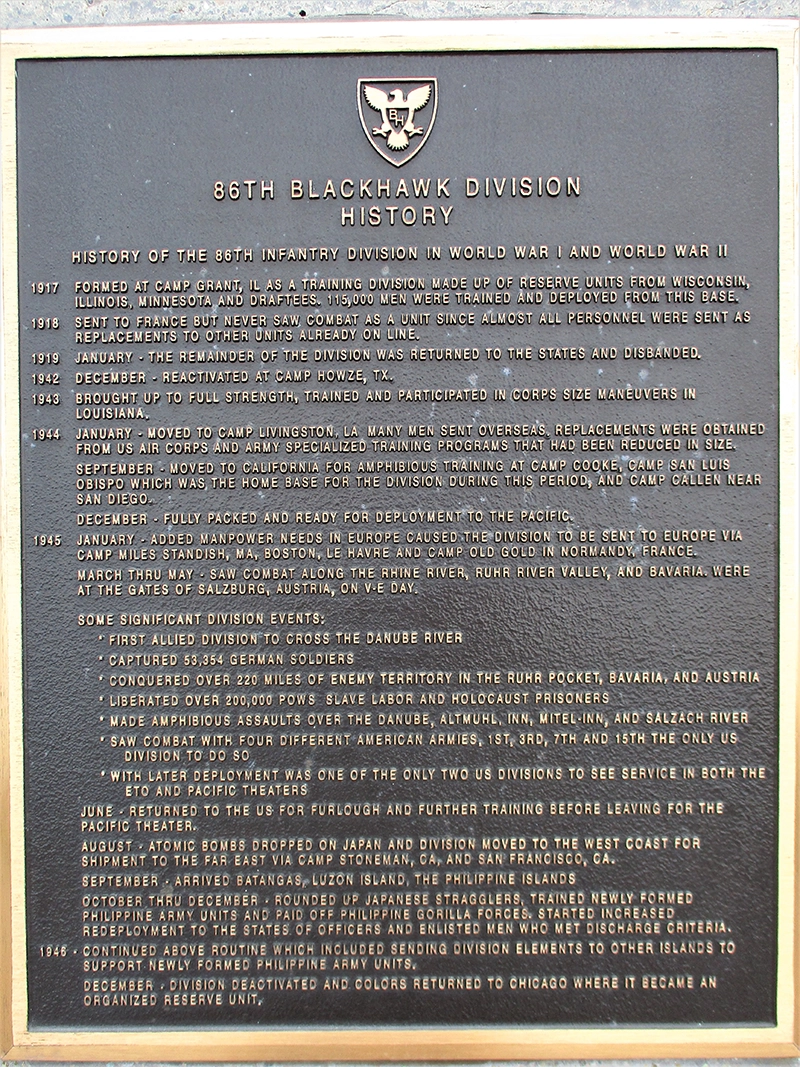 BH
86TH BLACKHAWK DIVISION
HISTORY
HISTORY OF THE 86TH INFANTRY DIVISION IN WORLD WAR I AND WORLD WAR II
1917 FORMED AT CAMP GRANT, IL AS A TRAINING DIVISION MADE UP OF RESERVE UNITS FROM WISCONSIN,
ILLINOIS, MINNESOTA AND DRAFTEES. 115,000 MEN WERE TRAINED AND DEPLOYED FROM THIS BASE.
1918 SENT TO FRANCE BUT NEVER SAW COMBAT AS A UNIT SINCE ALMOST ALL PERSONNEL WERE SENT AS
REPLACEMENTS TO OTHER UNITS ALREADY ON LINE.
1919 JANUARY - THE REMAINDER OF THE DIVISION WAS RETURNED TO THE STATES AND DISBANDED.
1942 DECEMBER - REACTIVATED AT CAMP HOWZE, TX.
1943 BROUGHT UP TO FULL STRENGTH, TRAINED AND PARTICIPATED IN CORPS SIZE MANEUVERS IN
LOUISIANA.
1944 JANUARY - MOVED TO CAMP LIVINGSTON, LA. MANY MEN SENT OVERSEAS, REPLACEMENTS WERE OBTAINED
FROM US AIR CORPS AND ARMY SPECIALIZED TRAINING PROGRAMS THAT HAD BEEN REDUCED IN SIZE.
SEPTEMBER - MOVED TO CALIFORNIA FOR AMPHIBIOUS TRAINING AT CAMP COOKE, CAMP SAN LUIS
OBISPO WHICH WAS THE HOME BASE FOR THE DIVISION DURING THIS PERIOD, AND CAMP CALLEN NEAR
SAN DIEGO.
DECEMBER - FULLY PACKED AND READY FOR DEPLOYMENT TO THE PACIFIC.
1945 JANUARY - ADDED MANPOWER NEEDS IN EUROPE CAUSED THE DIVISION TO BE SENT TO EUROPE VIA
CAMP MILES STANDISH, MA, BOSTON, LE HAVRE AND CAMP OLD GOLD IN NORMANDY, FRANCE.
MARCH THRU MAY - SAW COMBAT ALONG THE RHINE RIVER, RUHR RIVER VALLEY, AND BAVARIA. WERE
AT THE GATES OF SALZBURG, AUSTRIA, ON V-E DAY.
SOME SIGNIFICANT DIVISION EVENTS:
* FIRST ALLIED DIVISION TO CROSS THE DANUBE RIVER
* CAPTURED 53,354 GERMAN SOLDIERS
* CONQUERED OVER 220 MILES OF ENEMY TERRITORY IN THE RUHR POCKET, BAVARIA, AND AUSTRIA
* LIBERATED OVER 200,000 POWS SLAVE LABOR AND HOLOCAUST PRISONERS
* MADE AMPHIBIOUS ASSAULTS OVER THE DANUBE, ALTMUHL, INN, MITEL-INN, AND SALZACH RIVER
* SAW COMBAT WITH FOUR DIFFERENT AMERICAN ARMIES, 1ST, 3RD, 7TH AND 15TH THE ONLY US
DIVISION TO DO SO
* WITH LATER DEPLOYMENT WAS ONE OF THE ONLY TWO US DIVISIONS TO SEE SERVICE IN BOTH THE
ETO AND PACIFIC THEATERS
JUNE - RETURNED TO THE US FOR FURLOUGH AND FURTHER TRAINING BEFORE LEAVING FOR THE
PACIFIC THEATER.
AUGUST - ATOMIC BOMBS DROPPED ON JAPAN AND DIVISION MOVED TO THE WEST COAST FOR
SHIPMENT TO THE FAR EAST VIA CAMP STONEMAN, CA, AND SAN FRANCISCO, CA.
SEPTEMBER - ARRIVED BATANGAS, LUZON ISLAND, THE PHILIPPINE ISLANDS
OCTOBER THRU DECEMBER - ROUNDED UP JAPANESE STRAGGLERS, TRAINED NEWLY FORMED
PHILIPPINE ARMY UNITS AND PAID OFF PHILIPPINE GORILLA FORCES. STARTED INCREASED
REDEPLOYMENT TO THE STATES OF OFFICERS AND ENLISTED MEN WHO MET DISCHARGE CRITERIA.
1946 - CONTINUED ABOVE ROUTINE WHICH INCLUDED SENDING DIVISION ELEMENTS TO OTHER ISLANDS TO
SUPPORT NEWLY FORMED PHILIPPINE ARMY UNITS.
DECEMBER - DIVISION DEACTIVATED AND COLORS RETURNED TO CHICAGO WHERE IT BECAME AN
ORGANIZED RESERVE UNIT.